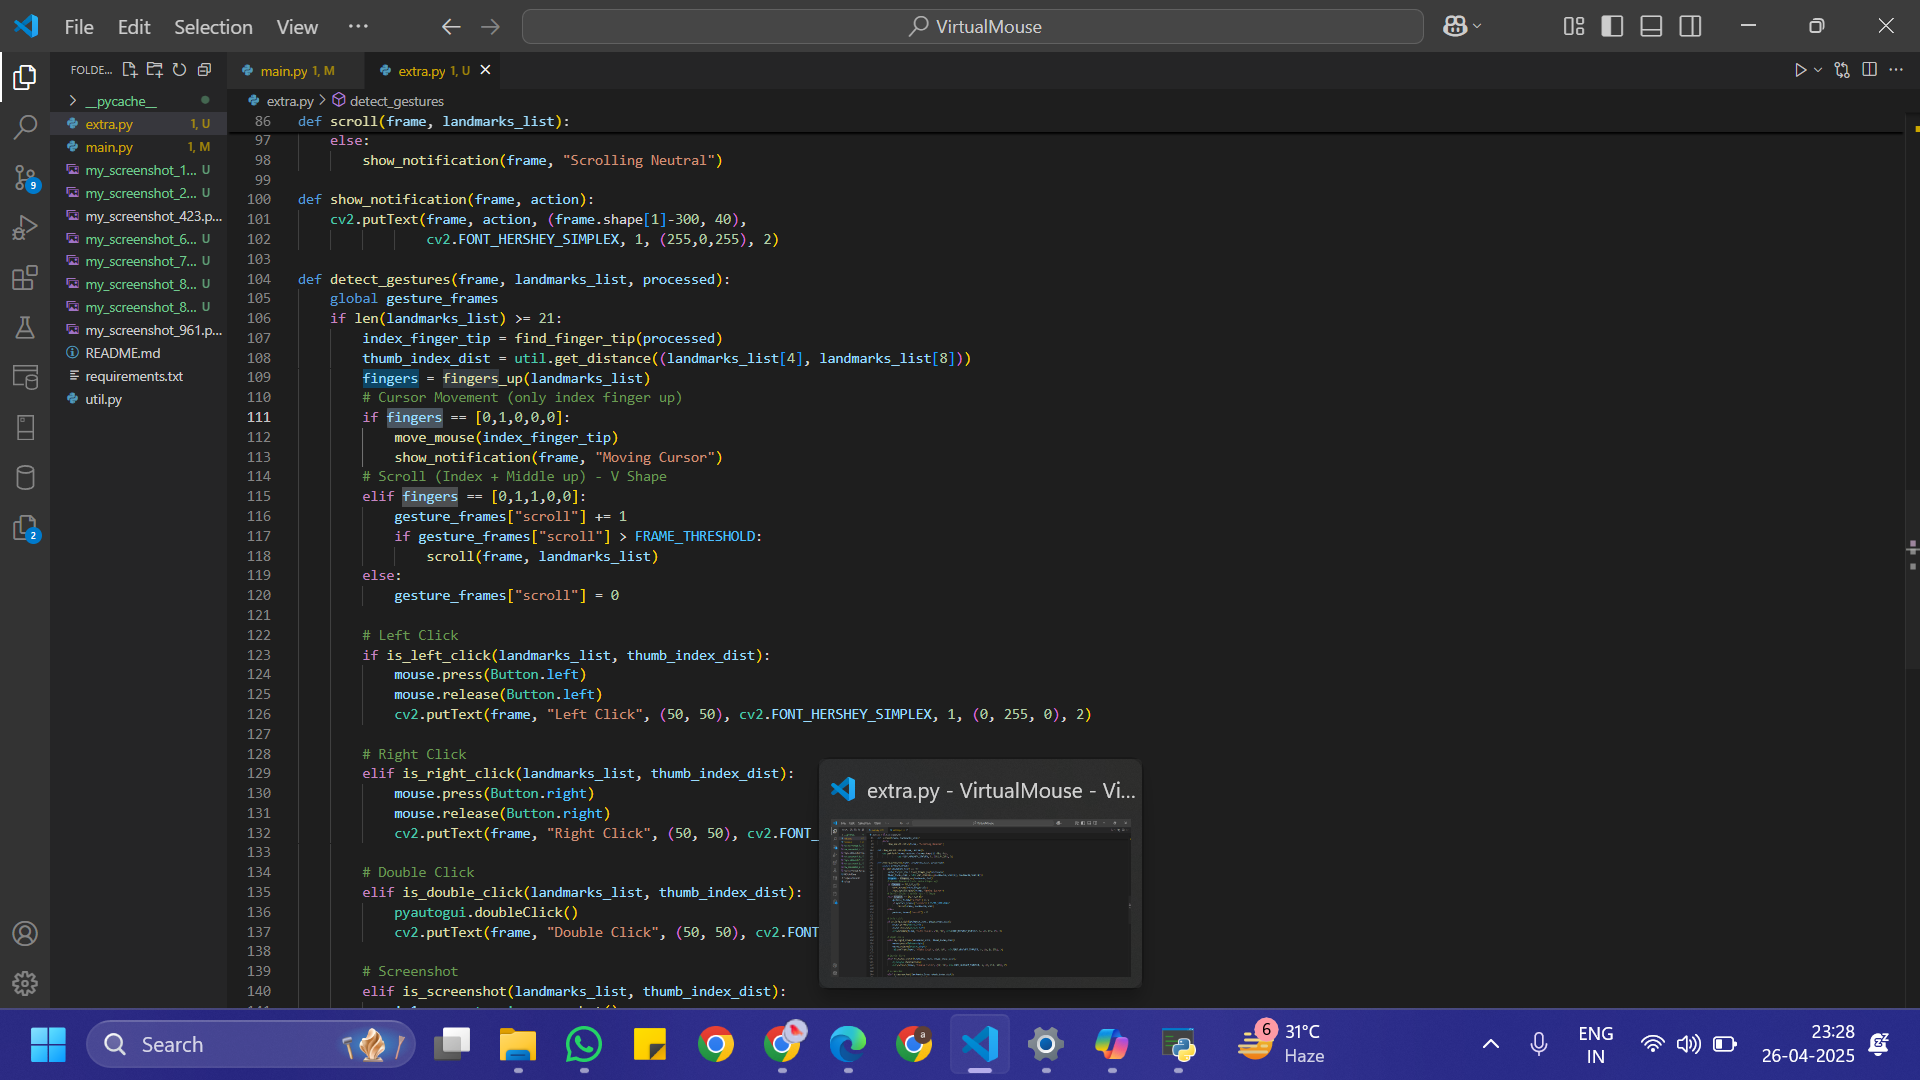 File Edit Selection View ···
VirtualMouse
FOLDE...
main.py 1, M
extra.py 1, U
extra.py > detect_gestures
__pycache__
extra.py 1, U
main.py 1, M
my_screenshot_1... U
my_screenshot_2... U
my_screenshot_423.p...
my_screenshot_6... U
my_screenshot_7... U
my_screenshot_8... U
my_screenshot_8... U
my_screenshot_961.p...
README.md
requirements.txt
util.py
9
2
86 def scroll(frame, landmarks_list):
97 else:
98 show_notification(frame, "Scrolling Neutral")
99
100 def show_notification(frame, action):
101 cv2.putText(frame, action, (frame.shape[1]-300, 40),
102 cv2.FONT_HERSHEY_SIMPLEX, 1, (255,0,255), 2)
103
104 def detect_gestures(frame, landmarks_list, processed):
105 global gesture_frames
106 if len(landmarks_list) >= 21:
107 index_finger_tip = find_finger_tip(processed)
108 thumb_index_dist = util.get_distance((landmarks_list[4], landmarks_list[8]))
109 fingers = fingers_up(landmarks_list)
110 # Cursor Movement (only index finger up)
111 if fingers == [0,1,0,0,0]:
112 move_mouse(index_finger_tip)
113 show_notification(frame, "Moving Cursor")
114 # Scroll (Index + Middle up) - V Shape
115 elif fingers == [0,1,1,0,0]:
116 gesture_frames["scroll"] += 1
117 if gesture_frames["scroll"] > FRAME_THRESHOLD:
118 scroll(frame, landmarks_list)
119 else:
120 gesture_frames["scroll"] = 0
121
122 # Left Click
123 if is_left_click(landmarks_list, thumb_index_dist):
124 mouse.press(Button.left)
125 mouse.release(Button.left)
126 cv2.putText(frame, "Left Click", (50, 50), cv2.FONT_HERSHEY_SIMPLEX, 1, (0, 255, 0), 2)
127
128 # Right Click
129 elif is_right_click(landmarks_list, thumb_index_dist):
130 mouse.press(Button.right)
131 mouse.release(Button.right)
132 cv2.putText(frame, "Right Click", (50, 50), cv2.FONT_
133
134 # Double Click
135 elif is_double_click(landmarks_list, thumb_index_dist):
136 pyautogui.doubleClick()
137 cv2.putText(frame, "Double Click", (50, 50), cv2.FONT
138
139 # Screenshot
140 elif is_screenshot(landmarks_list, thumb_index_dist):
extra.py - VirtualMouse - Vi...
Search
6
31°C
Haze
ENG
IN
23:28
26-04-2025